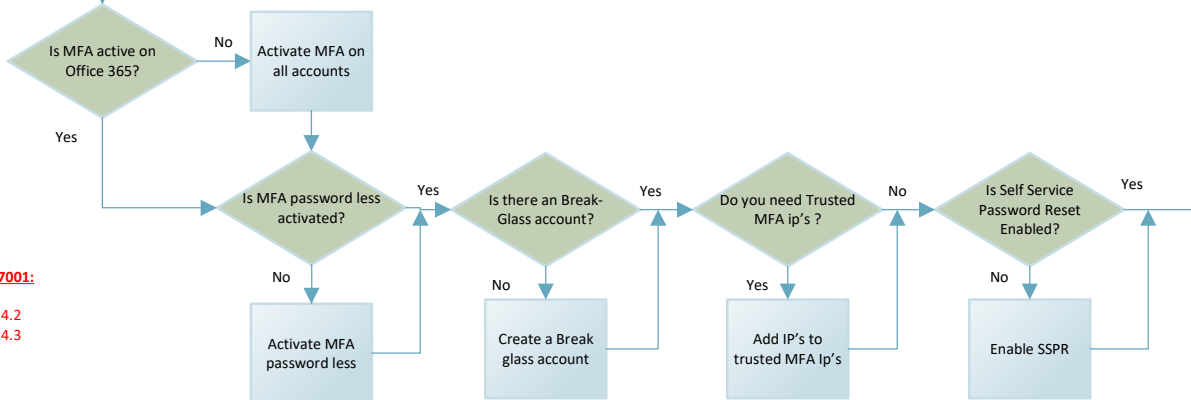 Is MFA active on
Office 365?
No
Activate MFA on
all accounts
Yes
Is MFA password less
activated?
Yes
Is there an Break-
Glass account?
Yes
Do you need Trusted
MFA ip's ?
No
Is Self Service
Password Reset
Enabled?
Yes
7001:
4.2
4.3
No
Activate MFA
password less
No
Create a Break
glass account
Yes
Add IP's to
trusted MFA Ip's
No
Enable SSPR